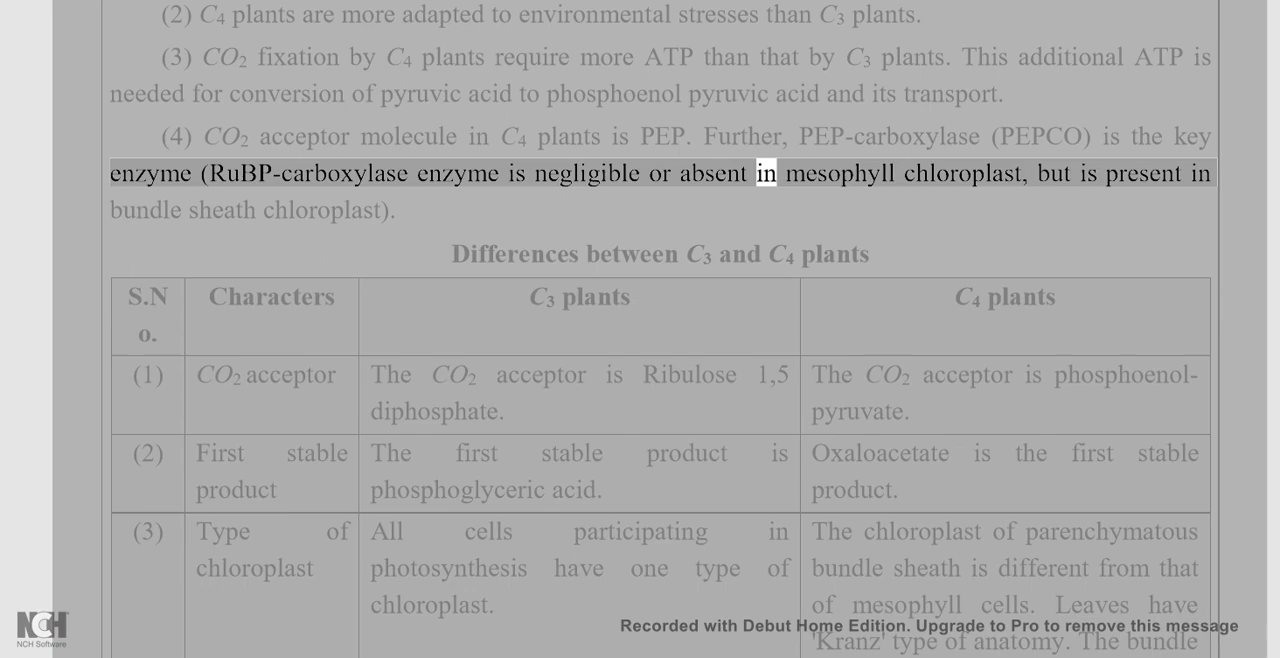 (2) C4 plants are more adapted to environmental stresses than C3 plants.
(3) CO2 fixation by C4 plants require more ATP than that by C3 plants. This additional ATP is
needed for conversion of pyruvic acid to phosphoenol pyruvic acid and its transport.
(4) CO2 acceptor molecule in C4 plants is PEP. Further, PEP-carboxylase (PEPCO) is the key
enzyme (RuBP-carboxylase enzyme is negligible or absent in mesophyll chloroplast, but is present in
bundle sheath chloroplast).
Differences between C3 and C4 plants
S.N
o.
Characters
C3 plants
C4 plants
(1)
CO2 acceptor
The CO2 acceptor is Ribulose 1,5
diphosphate.
The CO2 acceptor is phosphoenol-
pyruvate.
(2)
First stable
product
The first stable product is
phosphoglyceric acid.
Oxaloacetate is the first stable
product.
(3)
Type of
chloroplast
All cells participating in
photosynthesis have one type of
chloroplast.
The chloroplast of parenchymatous
bundle sheath is different from that
of mesophyll cells. Leaves have
'Kranz' type of anatomy. The bundle
NCH
NCH Software
Recorded with Debut Home Edition. Upgrade to Pro to remove this message